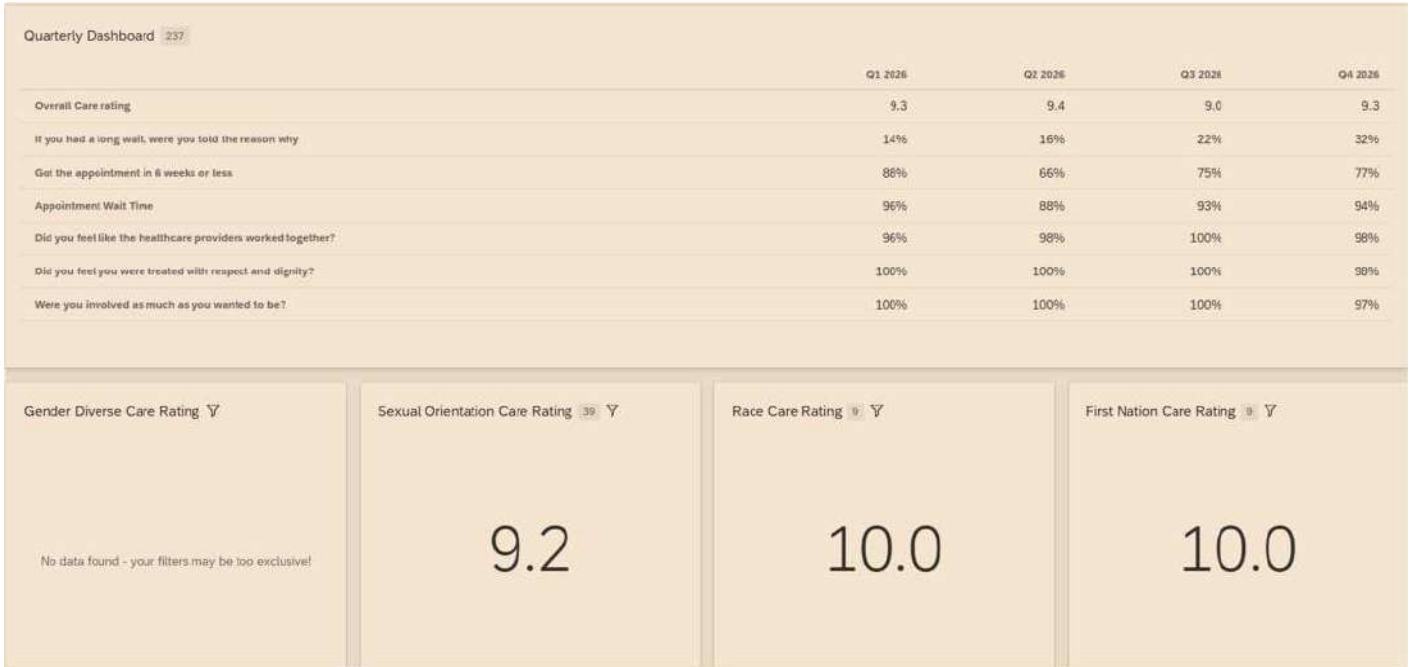 Quarterly Dashboard 237
Q1 2026 Q2 2026 Q3 2026 Q4 2026
Overall Care rating 9.3 9.4 9.0 9.3
If you had a long wait, were you told the reason why 14% 16% 22% 32%
Got the appointment in 6 weeks or less 88% 66% 75% 77%
Appointment Wait Time 96% 88% 93% 94%
Did you feel like the healthcare providers worked together? 96% 98% 100% 98%
Did you feel you were treated with respect and dignity? 100% 100% 100% 98%
Were you involved as much as you wanted to be? 100% 100% 100% 97%
Gender Diverse Care Rating
No data found - your filters may be too exclusive!
Sexual Orientation Care Rating 39
9.2
Race Care Rating 9
10.0
First Nation Care Rating 9
10.0